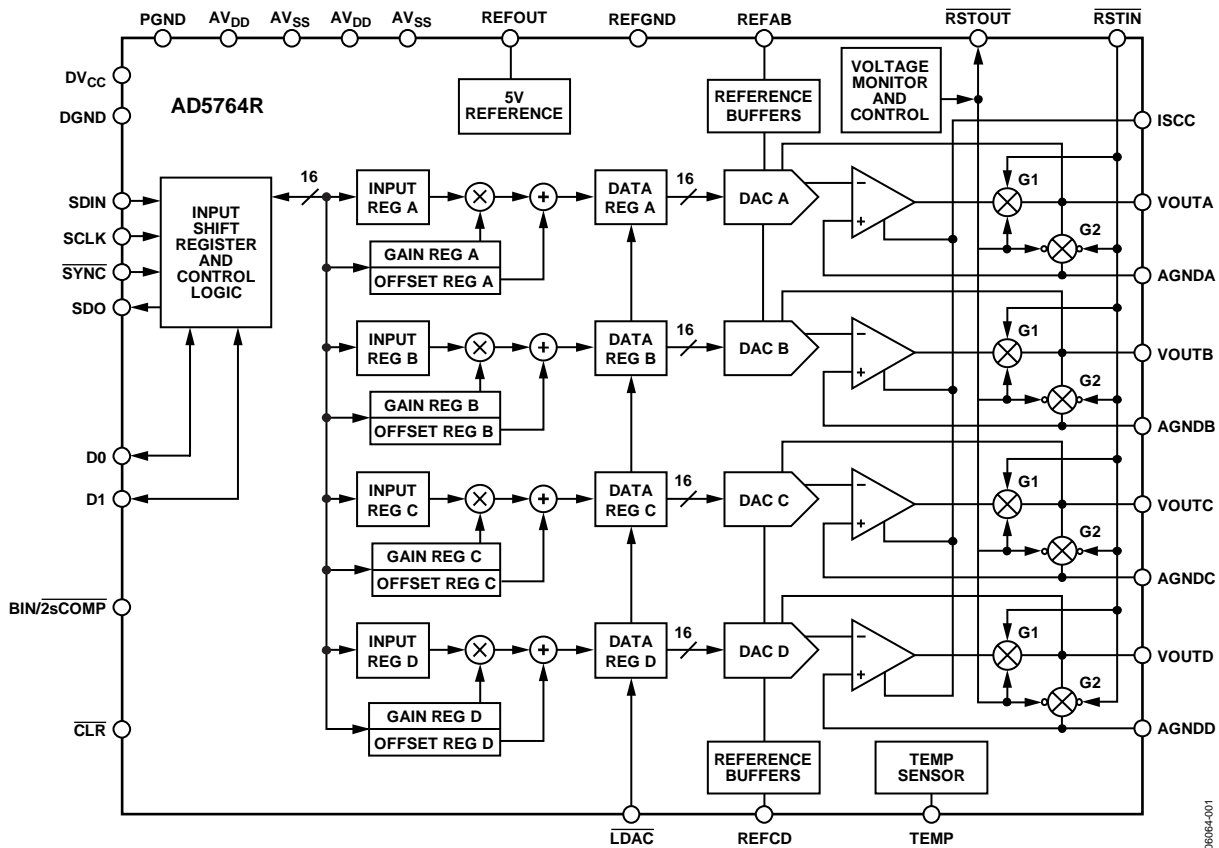 PGND AVDD AVSS AVDD AVSS REFOUT REFGND REFAB RSTOUT RSTIN
DVCC
DGND
AD5764R
5V
REFERENCE
REFERENCE
BUFFERS
VOLTAGE
MONITOR
AND
CONTROL
ISCC
SDIN
SCLK
SYNC
SDO
INPUT
SHIFT
REGISTER
AND
CONTROL
LOGIC
16
INPUT
REG A
×
+
DATA
REG A
16
DAC A
−
+
G1
G2
VOUTA
GAIN REG A
OFFSET REG A
AGNDA
INPUT
REG B
×
+
DATA
REG B
16
DAC B
−
+
G1
G2
VOUTB
GAIN REG B
OFFSET REG B
AGNDB
D0
D1
INPUT
REG C
×
+
DATA
REG C
16
DAC C
−
+
G1
G2
VOUTC
GAIN REG C
OFFSET REG C
AGNDC
BIN/2sCOMP
INPUT
REG D
×
+
DATA
REG D
16
DAC D
−
+
G1
G2
VOUTD
GAIN REG D
OFFSET REG D
AGNDD
CLR
REFERENCE
BUFFERS
TEMP
SENSOR
LDAC REFCD TEMP
06064-001